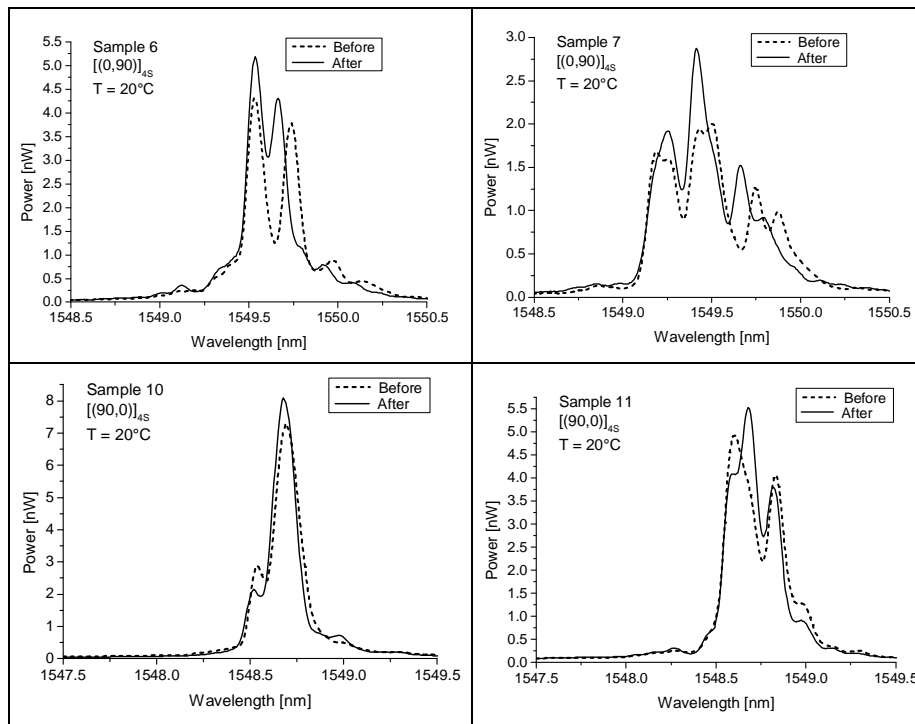 Sample 6
[(0,90)]4S
T = 20°C
Before
After
5.5
5.0
4.5
4.0
3.5
3.0
2.5
2.0
1.5
1.0
0.5
0.0
Power [nW]
1548.5 1549.0 1549.5 1550.0 1550.5
Wavelength [nm]
Sample 7
[(0,90)]4S
T = 20°C
Before
After
3.0
2.5
2.0
1.5
1.0
0.5
0.0
Power [nW]
1548.5 1549.0 1549.5 1550.0 1550.5
Wavelength [nm]
Sample 10
[(90,0)]4S
T = 20°C
Before
After
8
7
6
5
4
3
2
1
0
Power [nW]
1547.5 1548.0 1548.5 1549.0 1549.5
Wavelength [nm]
Sample 11
[(90,0)]4S
T = 20°C
Before
After
5.5
5.0
4.5
4.0
3.5
3.0
2.5
2.0
1.5
1.0
0.5
0.0
Power [nW]
1547.5 1548.0 1548.5 1549.0 1549.5
Wavelength [nm]